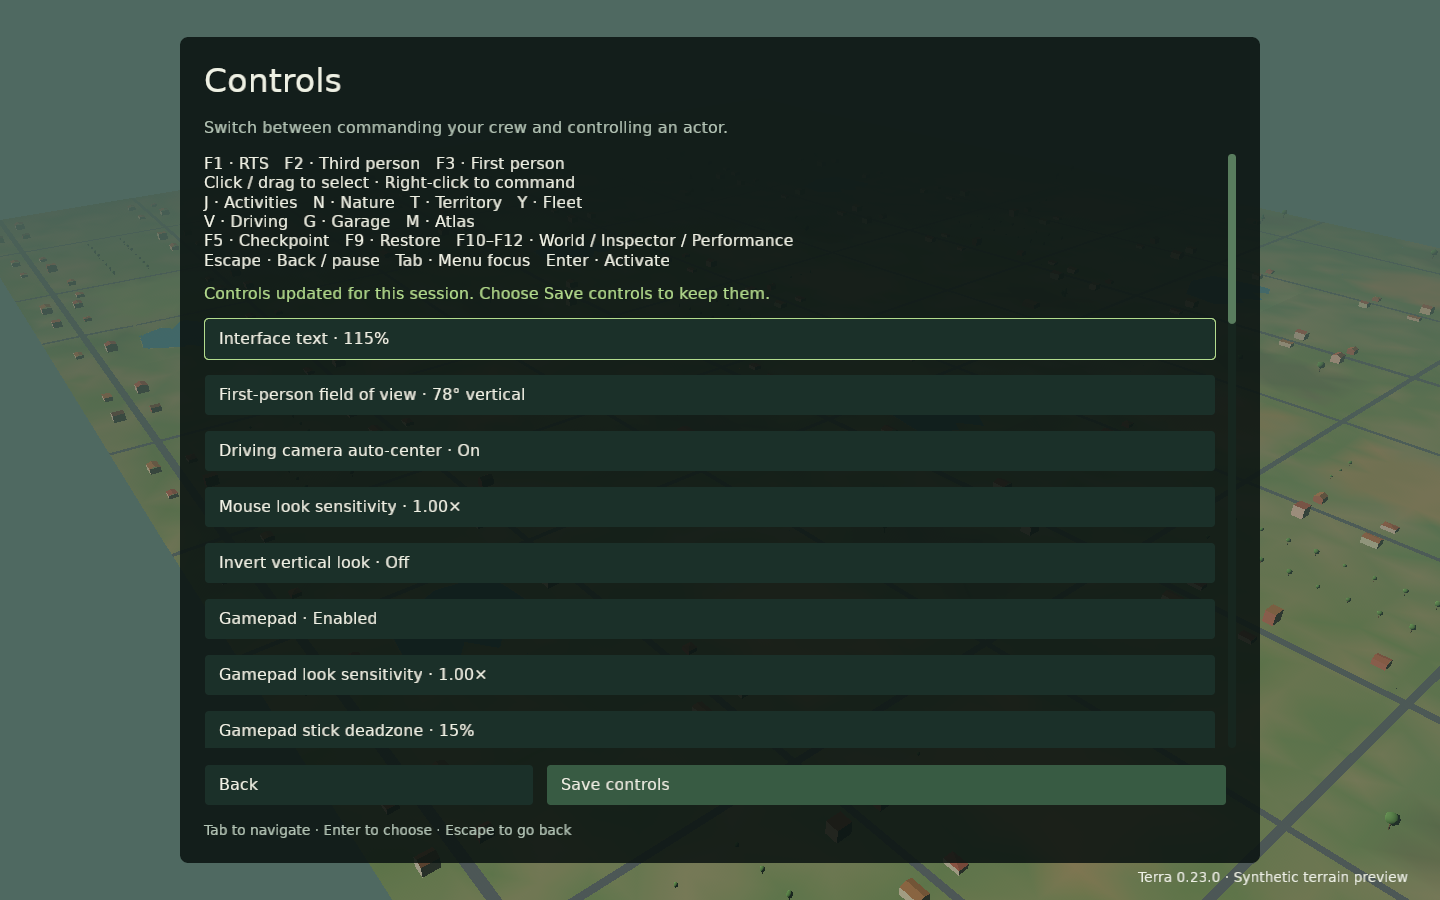 Controls
Switch between commanding your crew and controlling an actor.
F1 · RTS   F2 · Third person   F3 · First person
Click / drag to select · Right-click to command
J · Activities   N · Nature   T · Territory   Y · Fleet
V · Driving   G · Garage   M · Atlas
F5 · Checkpoint   F9 · Restore   F10–F12 · World / Inspector / Performance
Escape · Back / pause   Tab · Menu focus   Enter · Activate
Controls updated for this session. Choose Save controls to keep them.
Interface text · 115%
First-person field of view · 78° vertical
Driving camera auto-center · On
Mouse look sensitivity · 1.00×
Invert vertical look · Off
Gamepad · Enabled
Gamepad look sensitivity · 1.00×
Gamepad stick deadzone · 15%
Back
Save controls
Tab to navigate · Enter to choose · Escape to go back
Terra 0.23.0 · Synthetic terrain preview